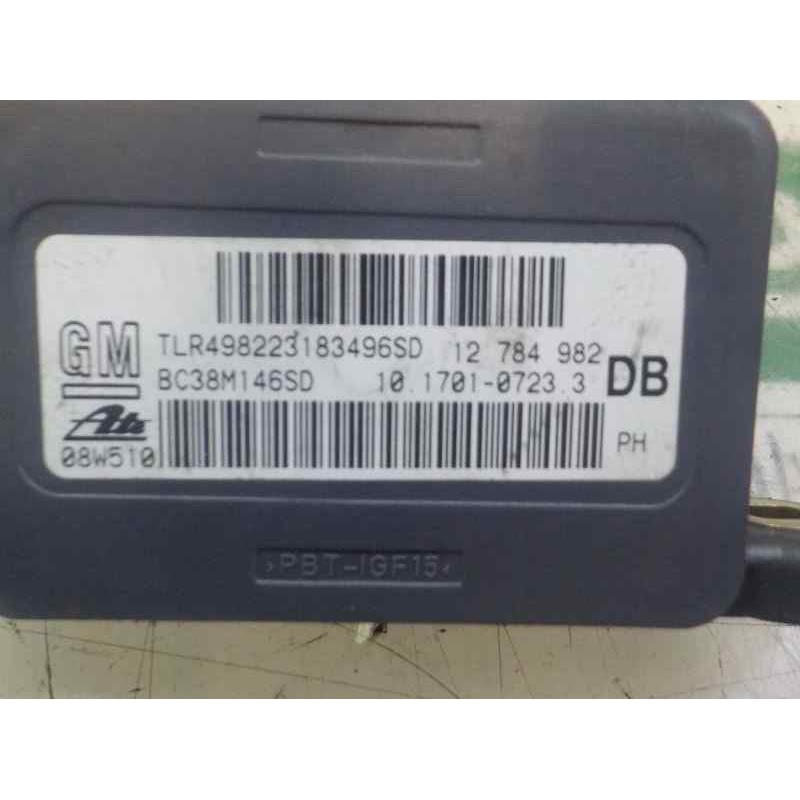 GM
TLR498223183496SD 12 784 982
BC38M146SD 10.1701-0723.3 DB
Ate
08W510 PH
>PBT-IGF15<